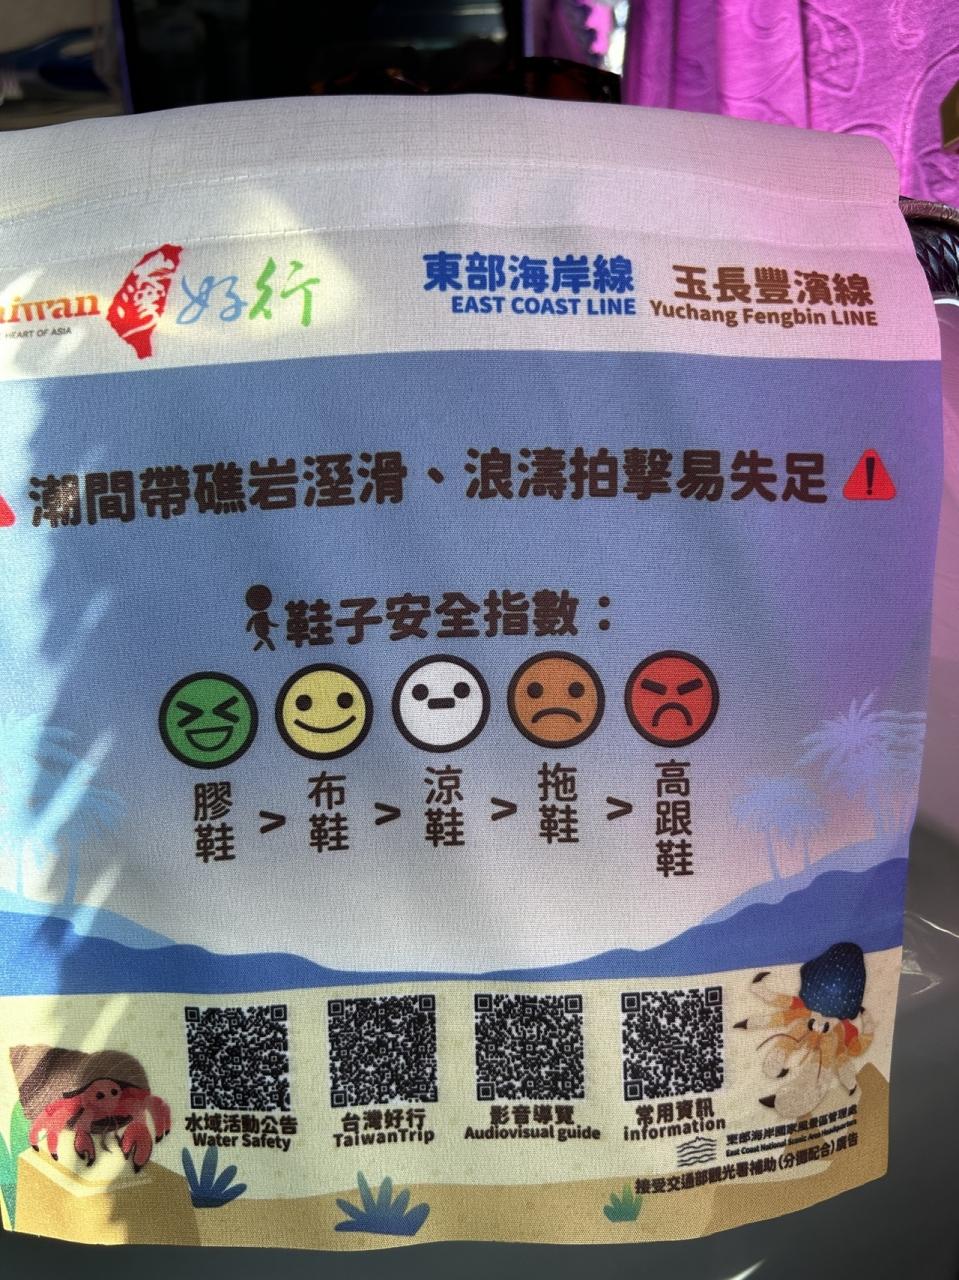 aiwan
HEART OF ASIA
台灣好行
東部海岸線
EAST COAST LINE
玉長豐濱線
Yuchang Fengbin LINE
潮間帶礁岩溼滑、浪濤拍擊易失足
鞋子安全指數：
膠鞋 > 布鞋 > 涼鞋 > 拖鞋 > 高跟鞋
水域活動公告
Water Safety
台灣好行
TaiwanTrip
影音導覽
Audiovisual guide
常用資訊
information
東部海岸國家風景區管理處
East Coast National Scenic Area Headquarters
接受交通部觀光署補助（分攤配合）廣告